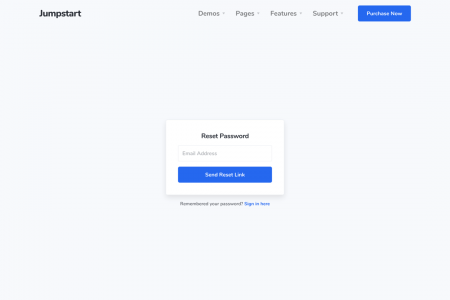 Jumpstart
Demos Pages Features Support Purchase Now
Reset Password
Email Address
Send Reset Link
Remembered your password? Sign in here